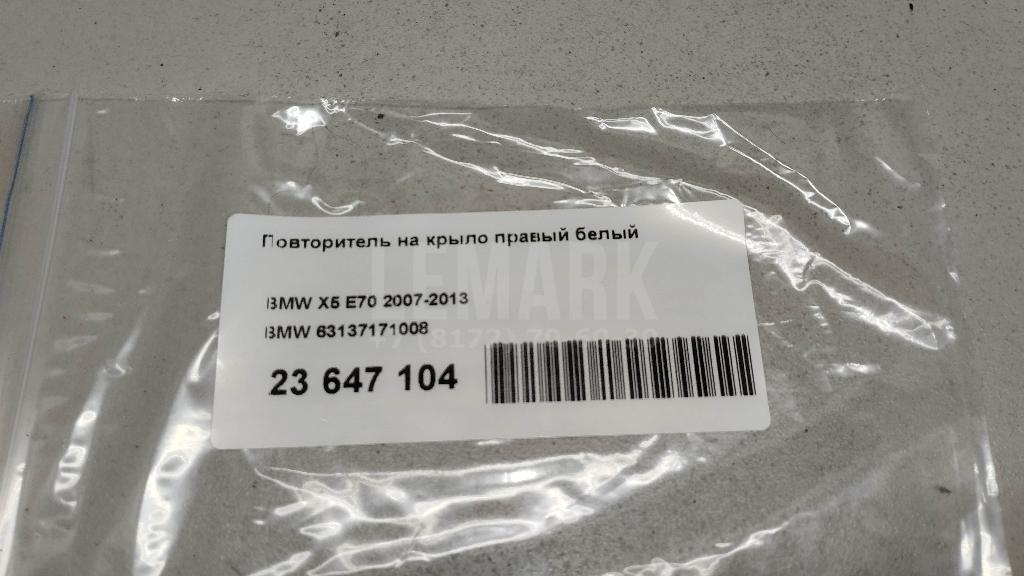 Повторитель на крыло правый белый
LEMARK
BMW X5 E70 2007-2013
BMW 63137171008
23 647 104